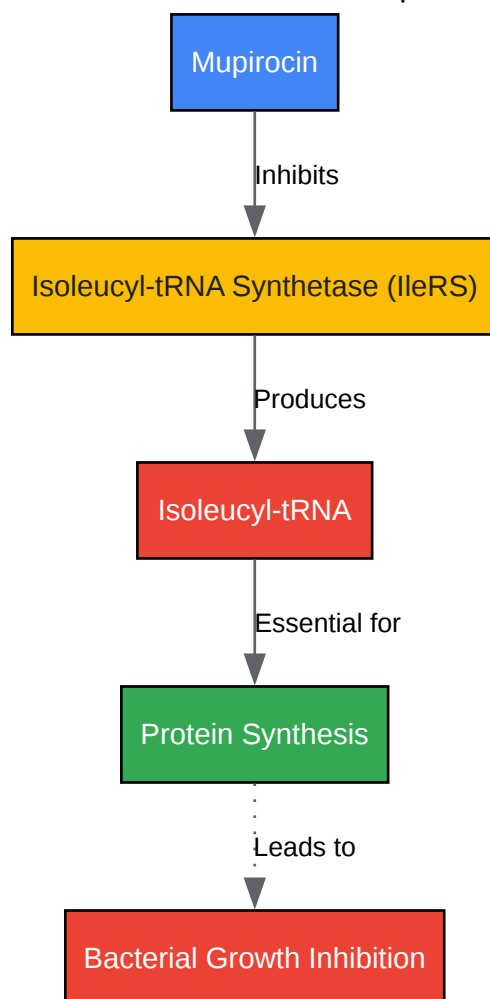 Mupirocin
Inhibits
Isoleucyl-tRNA Synthetase (IleRS)
Produces
Isoleucyl-tRNA
Essential for
Protein Synthesis
Leads to
Bacterial Growth Inhibition